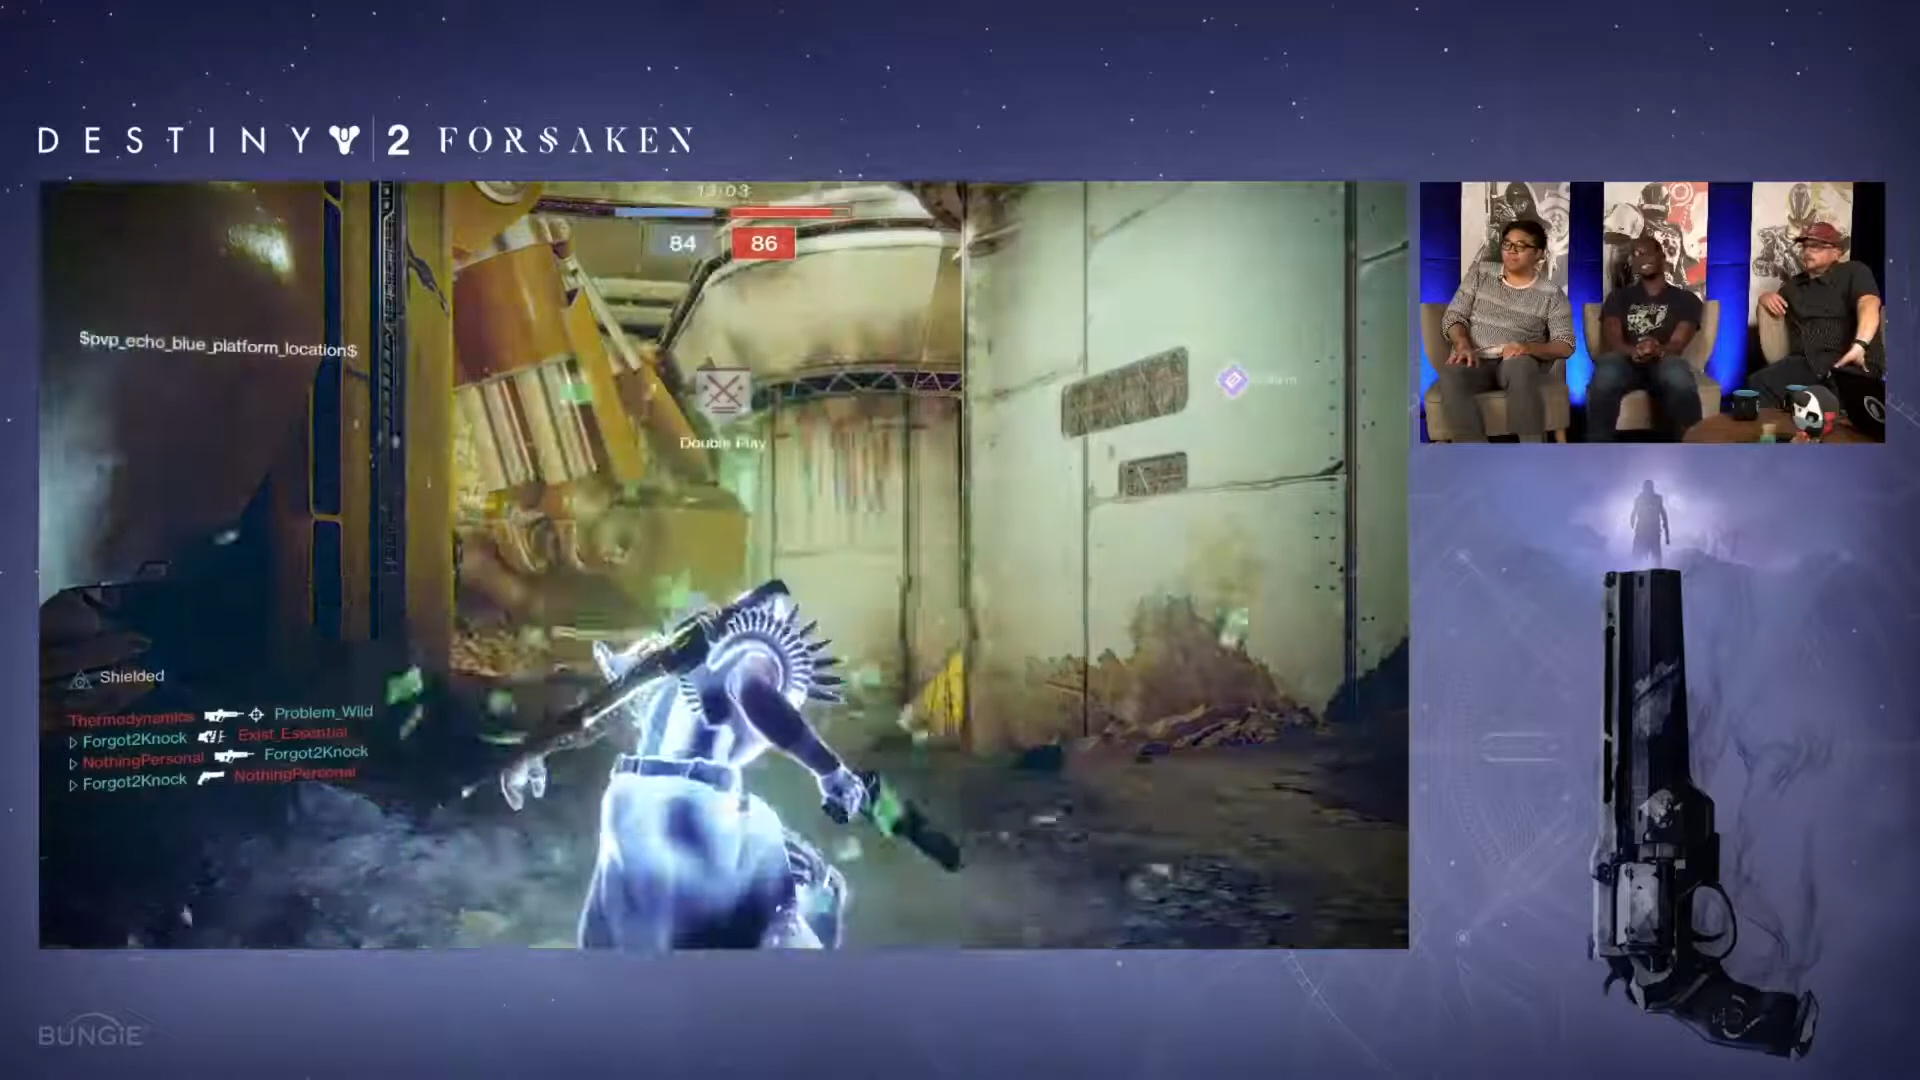 DESTINY 2 FORSAKEN
13:03
84 86
$pvp_echo_blue_platform_location$
Double Play
Shielded
Thermodynamics Problem_Wild
Forgot2Knock Exist_Essential
NothingPersonal Forgot2Knock
Forgot2Knock NothingPersonal
BUNGiE